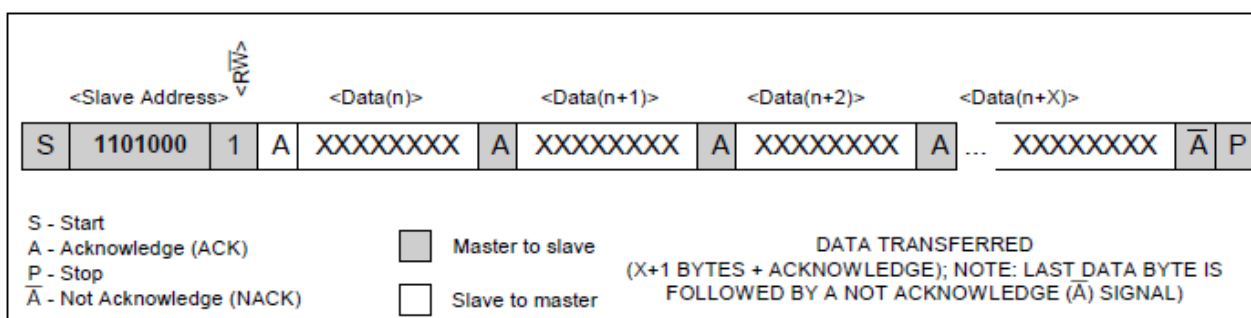 <RW̅>
<Slave Address> <Data(n)> <Data(n+1)> <Data(n+2)> <Data(n+X)>
S 1101000 1 A XXXXXXXX A XXXXXXXX A XXXXXXXX A ... XXXXXXXX A̅ P
S - Start
A - Acknowledge (ACK)
P - Stop
A̅ - Not Acknowledge (NACK)
Master to slave
Slave to master
DATA TRANSFERRED
(X+1 BYTES + ACKNOWLEDGE); NOTE: LAST DATA BYTE IS
FOLLOWED BY A NOT ACKNOWLEDGE (A̅) SIGNAL)